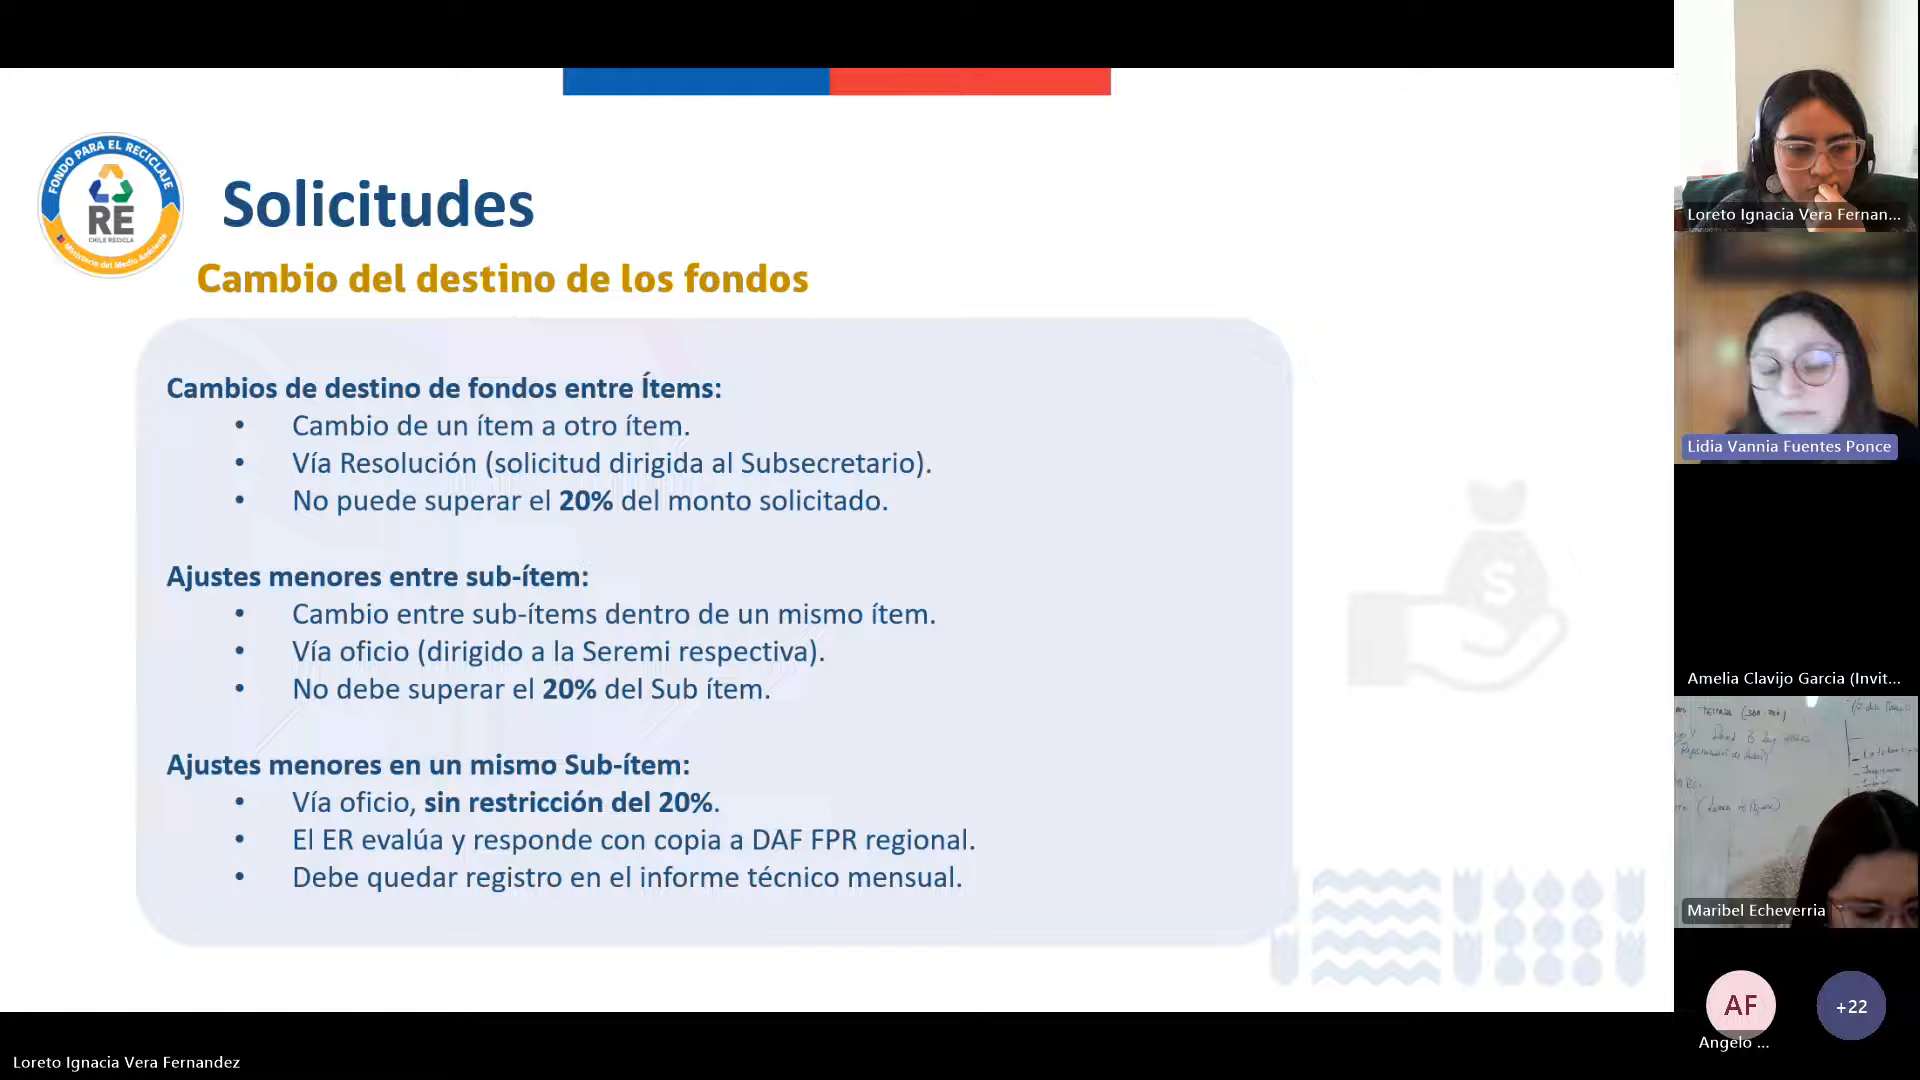 FONDO PARA EL RECICLAJE
RE
CHILE RECICLA
Ministerio del Medio Ambiente
Solicitudes
Cambio del destino de los fondos
Cambios de destino de fondos entre Ítems:
• Cambio de un ítem a otro ítem.
• Vía Resolución (solicitud dirigida al Subsecretario).
• No puede superar el 20% del monto solicitado.
Ajustes menores entre sub-ítem:
• Cambio entre sub-ítems dentro de un mismo ítem.
• Vía oficio (dirigido a la Seremi respectiva).
• No debe superar el 20% del Sub ítem.
Ajustes menores en un mismo Sub-ítem:
• Vía oficio, sin restricción del 20%.
• El ER evalúa y responde con copia a DAF FPR regional.
• Debe quedar registro en el informe técnico mensual.
$
Loreto Ignacia Vera Fernan...
Lidia Vannia Fuentes Ponce
Amelia Clavijo Garcia (Invit...
Maribel Echeverria
AF
+22
Angelo ...
Loreto Ignacia Vera Fernandez